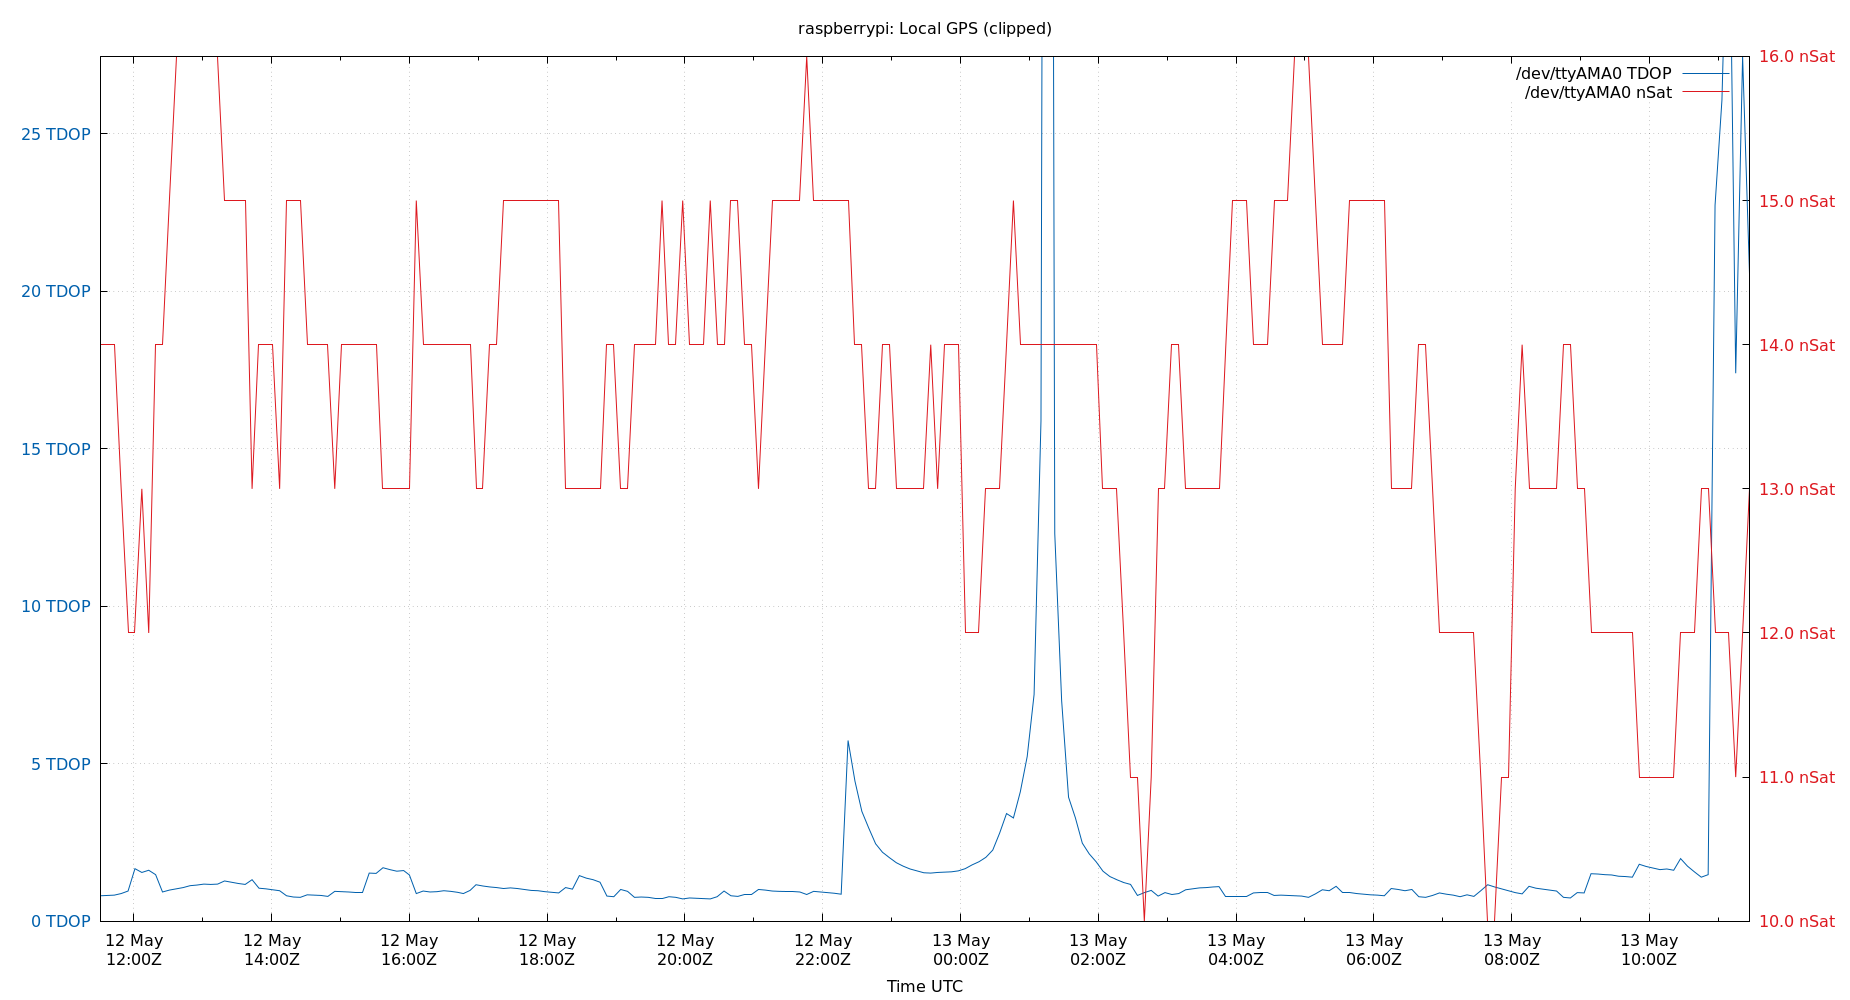 raspberrypi: Local GPS (clipped)
/dev/ttyAMA0 TDOP
/dev/ttyAMA0 nSat
25 TDOP
20 TDOP
15 TDOP
10 TDOP
5 TDOP
0 TDOP
16.0 nSat
15.0 nSat
14.0 nSat
13.0 nSat
12.0 nSat
11.0 nSat
10.0 nSat
12 May
12:00Z
12 May
14:00Z
12 May
16:00Z
12 May
18:00Z
12 May
20:00Z
12 May
22:00Z
13 May
00:00Z
13 May
02:00Z
13 May
04:00Z
13 May
06:00Z
13 May
08:00Z
13 May
10:00Z
Time UTC